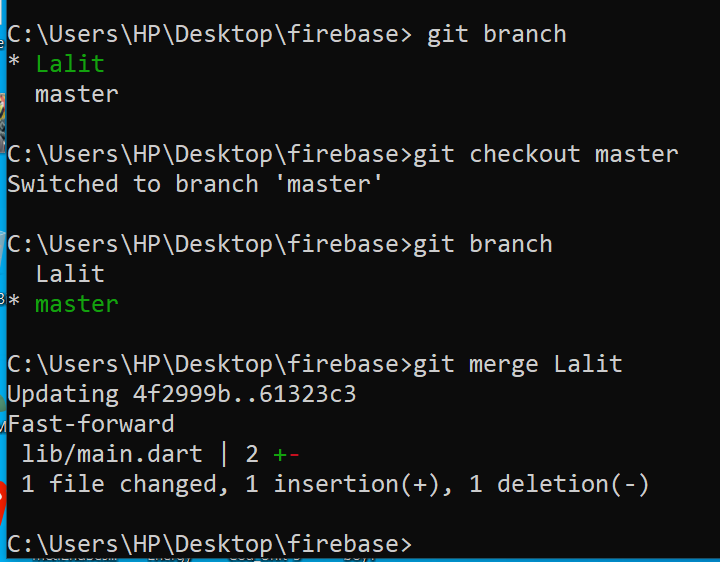 C:\Users\HP\Desktop\firebase> git branch
* Lalit
  master
C:\Users\HP\Desktop\firebase>git checkout master
Switched to branch 'master'
C:\Users\HP\Desktop\firebase>git branch
  Lalit
* master
C:\Users\HP\Desktop\firebase>git merge Lalit
Updating 4f2999b..61323c3
Fast-forward
 lib/main.dart | 2 +-
 1 file changed, 1 insertion(+), 1 deletion(-)
C:\Users\HP\Desktop\firebase>